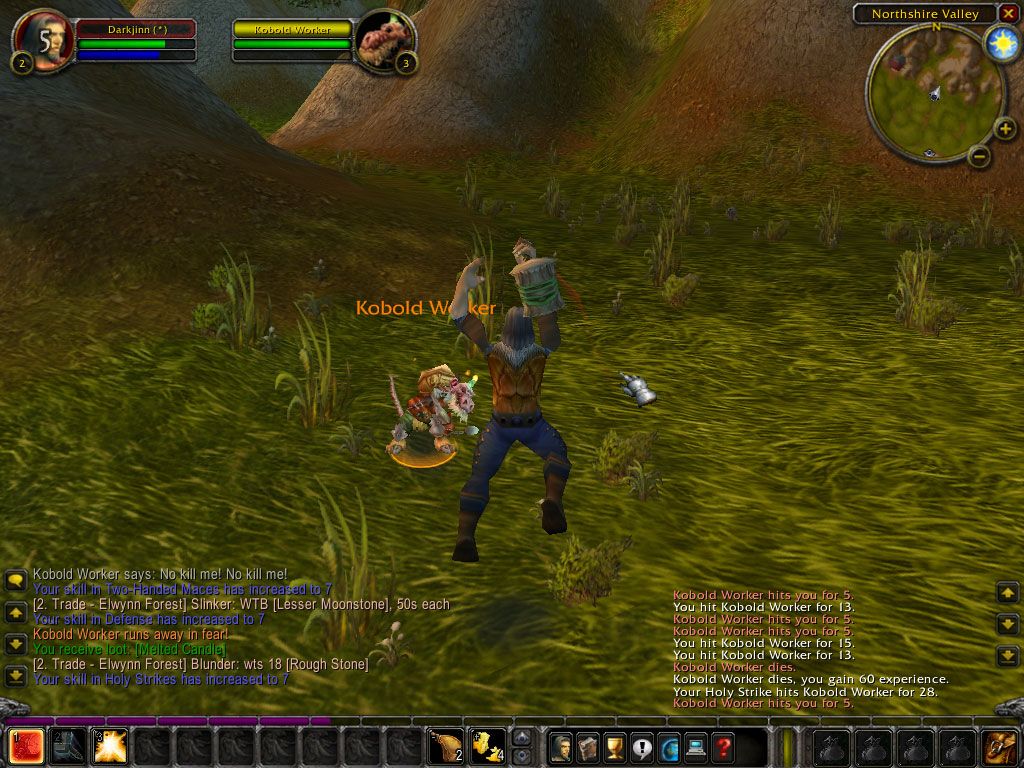 Darkjinn (*)
5
2
Kobold Worker
3
Northshire Valley
N
Kobold Worker
Kobold Worker says: No kill me! No kill me!
Your skill in Two-Handed Maces has increased to 7
[2. Trade - Elwynn Forest] Slinker: WTB [Lesser Moonstone], 50s each
Your skill in Defense has increased to 7
Kobold Worker runs away in fear!
You receive loot: [Melted Candle]
[2. Trade - Elwynn Forest] Blunder: wts 18 [Rough Stone]
Your skill in Holy Strikes has increased to 7
Kobold Worker hits you for 5.
You hit Kobold Worker for 13.
Kobold Worker hits you for 5.
Kobold Worker hits you for 5.
You hit Kobold Worker for 15.
You hit Kobold Worker for 13.
Kobold Worker dies.
Kobold Worker dies, you gain 60 experience.
Your Holy Strike hits Kobold Worker for 28.
Kobold Worker hits you for 5.
1
2
3
2
4